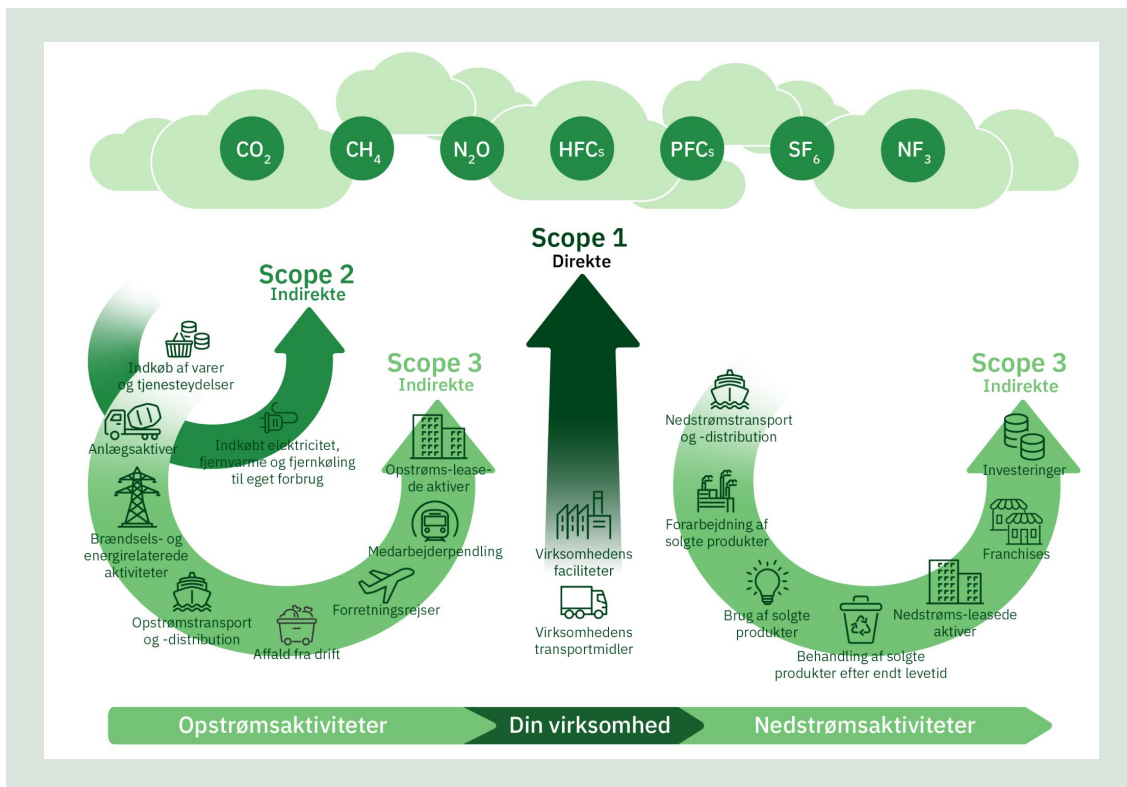 CO₂
CH₄
N₂O
HFCs
PFCs
SF₆
NF₃
Scope 2
Indirekte
Indkøb af varer
og tjenesteydelser
Anlægsaktiver
Indkøbt elektricitet,
fjernvarme og fjernkøling
til eget forbrug
Scope 3
Indirekte
Opstrøms-lease-
de aktiver
Brændsels- og
energirelaterede
aktiviteter
Medarbejderpendling
Opstrømstransport
og -distribution
Forretningsrejser
Affald fra drift
Scope 1
Direkte
Virksomhedens
faciliteter
Virksomhedens
transportmidler
Nedstrømstransport
og -distribution
Forarbejdning af
solgte produkter
Brug af solgte
produkter
Behandling af solgte
produkter efter endt levetid
Nedstrøms-leasede
aktiver
Franchises
Investeringer
Scope 3
Indirekte
Opstrømsaktiviteter
Din virksomhed
Nedstrømsaktiviteter